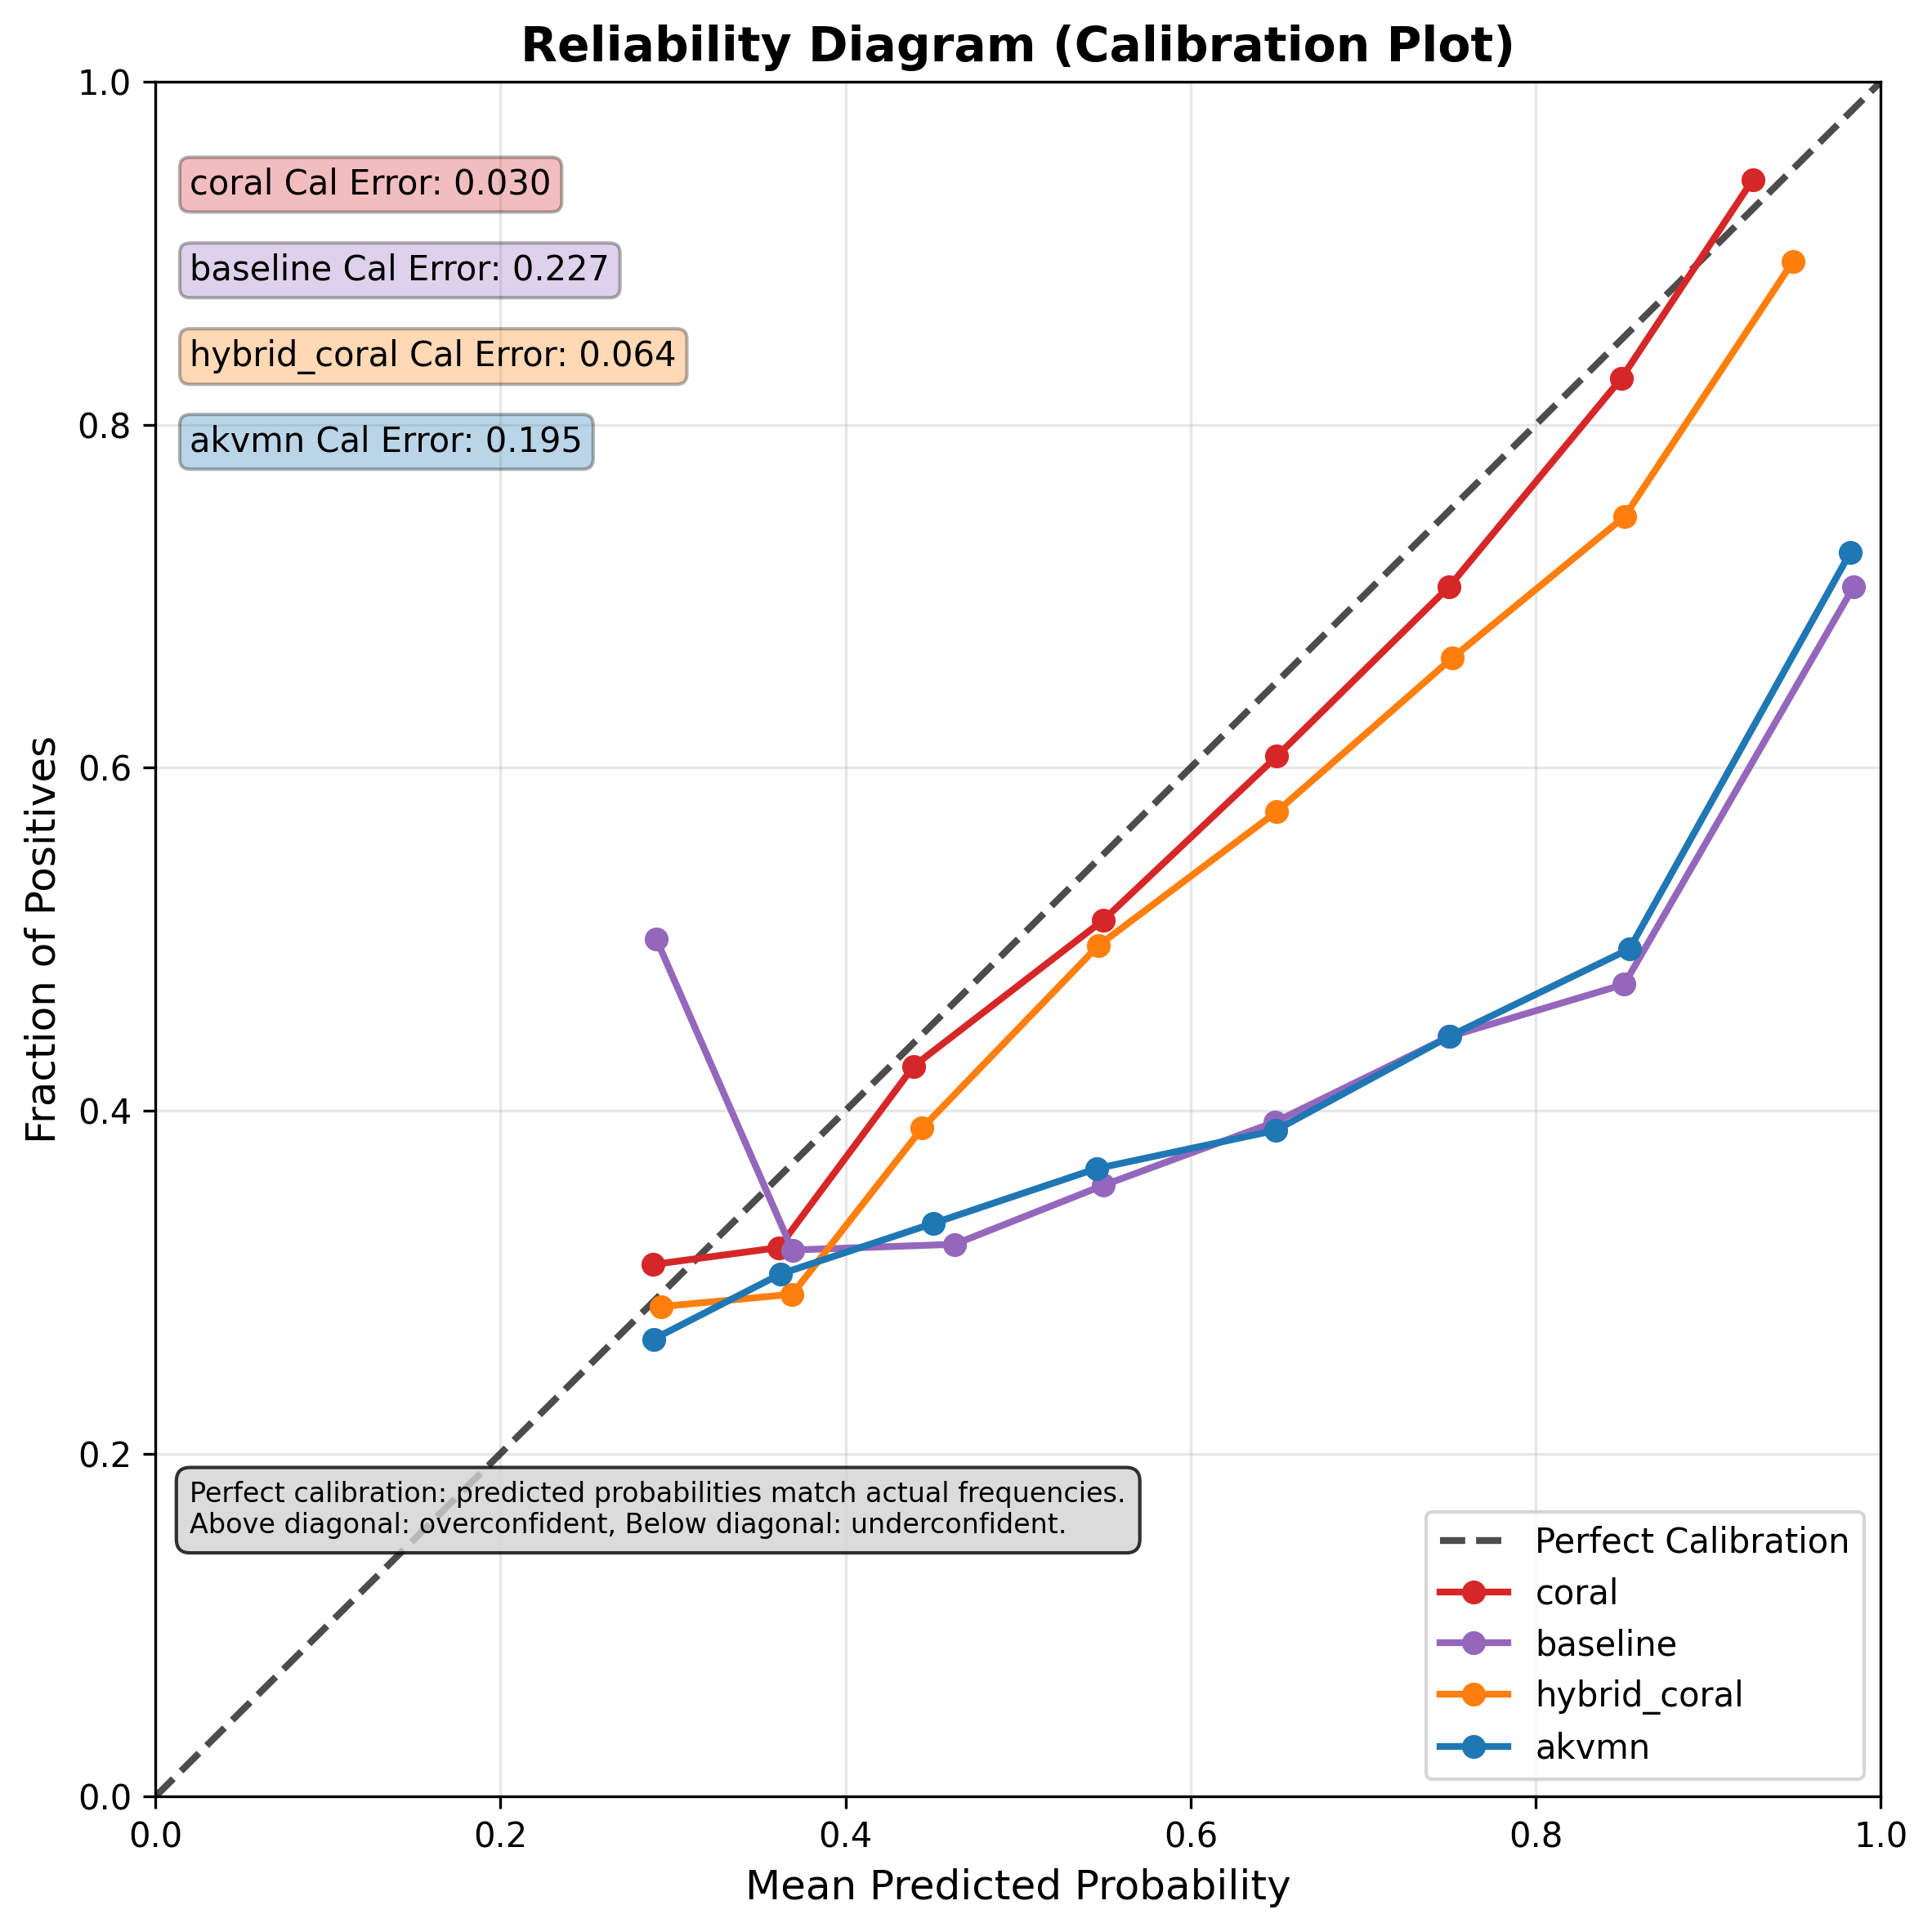 Reliability Diagram (Calibration Plot)
1.0
0.8
0.6
0.4
0.2
0.0
Fraction of Positives
coral Cal Error: 0.030
baseline Cal Error: 0.227
hybrid_coral Cal Error: 0.064
akvmn Cal Error: 0.195
Perfect calibration: predicted probabilities match actual frequencies.
Above diagonal: overconfident, Below diagonal: underconfident.
Perfect Calibration
coral
baseline
hybrid_coral
akvmn
0.0 0.2 0.4 0.6 0.8 1.0
Mean Predicted Probability